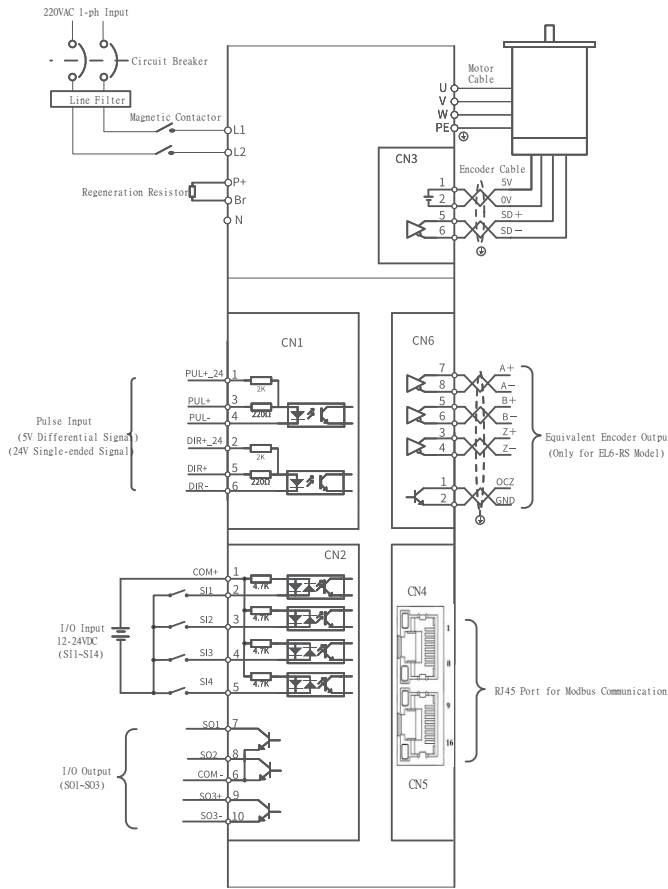 220VAC 1-ph Input
Circuit Breaker
Line Filter
Magnetic Contactor
L1
L2
Regeneration Resistor
P+
Br
N
Motor
Cable
U
V
W
PE
CN3
Encoder Cable
1
5V
2
0V
5
SD+
6
SD-
CN1
PUL+_24
1
2K
PUL+
3
220Ω
PUL-
4
DIR+_24
2
2K
DIR+
5
220Ω
DIR-
6
Pulse Input
(5V Differential Signal)
(24V Single-ended Signal)
CN6
7
A+
8
A-
5
B+
6
B-
3
Z+
4
Z-
1
OCZ
2
GND
Equivalent Encoder Outpu
(Only for EL6-RS Model)
CN2
COM+
1
4.7K
SI1
2
SI2
3
4.7K
SI3
4
4.7K
SI4
5
4.7K
I/O Input
12-24VDC
(SI1~SI4)
SO1
7
SO2
8
COM-
6
SO3+
9
SO3-
10
I/O Output
(SO1~SO3)
CN4
1
8
9
16
CN5
RJ45 Port for Modbus Communication